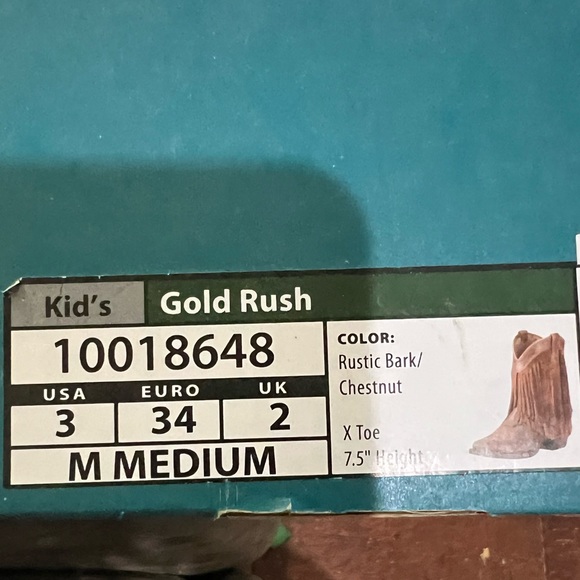 Kid's Gold Rush
10018648
USA EURO UK
3 34 2
M MEDIUM
COLOR:
Rustic Bark/
Chestnut
X Toe
7.5" Height